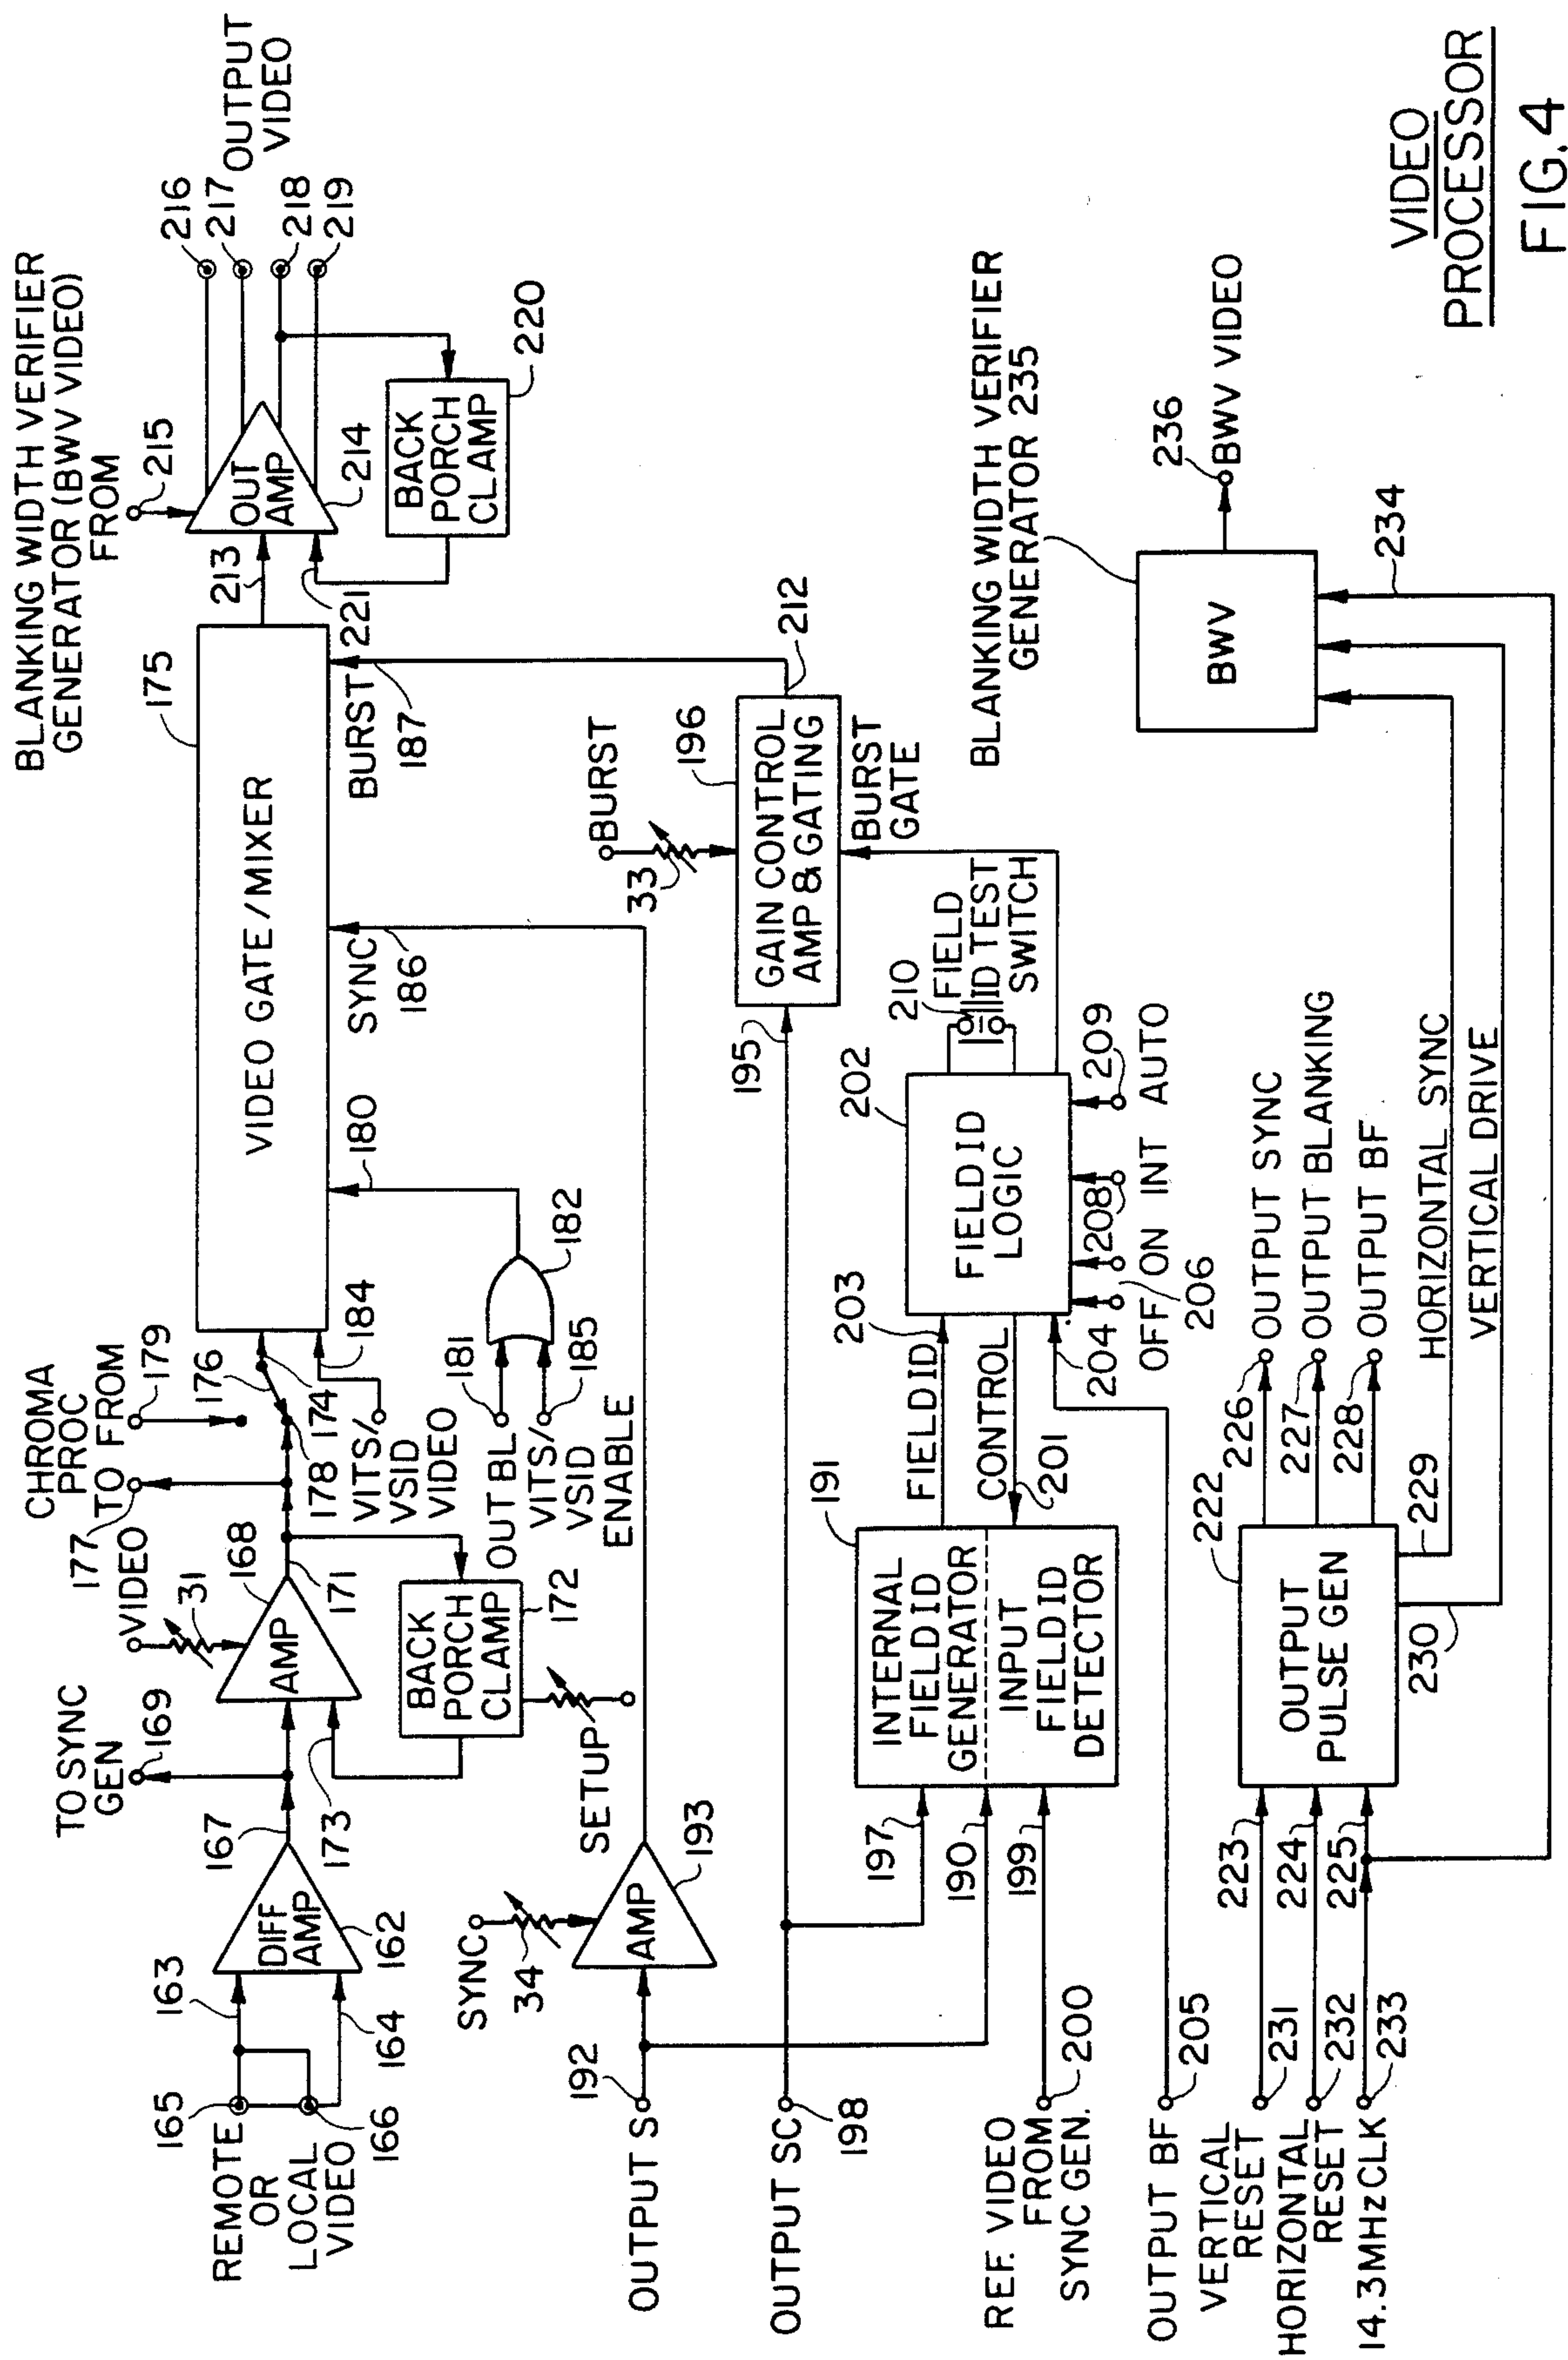 BLANKING WIDTH VERIFIER
GENERATOR (BWV VIDEO)
FROM
215
216
217
218
219
OUTPUT
VIDEO
OUT
AMP
214
213
221
BACK
PORCH
CLAMP
220
175
VIDEO GATE/MIXER
180
SYNC
186
BURST
187
CHROMA
PROC
TO FROM
177
179
176
174
178
184
VITS/
VSID
VIDEO
OUT BL
181
VITS/
VSID
ENABLE
185
182
VIDEO
31
168
AMP
171
BACK
PORCH
CLAMP
172
SETUP
TO SYNC
GEN
169
167
173
DIFF
AMP
162
163
164
165
166
REMOTE
OR
LOCAL
VIDEO
SYNC
34
AMP
193
192
OUTPUT S
OUTPUT SC
198
195
BURST
33
196
GAIN CONTROL
AMP & GATING
212
BURST
GATE
REF. VIDEO
FROM
SYNC GEN.
200
197
190
199
191
INTERNAL
FIELD ID
GENERATOR
INPUT
FIELD ID
DETECTOR
FIELD ID
203
CONTROL
201
204
202
FIELD ID
LOGIC
210
FIELD
ID TEST
SWITCH
OFF ON INT AUTO
206
208
209
OUTPUT BF
205
VERTICAL
RESET
231
HORIZONTAL
RESET
232
14.3MHz CLK
233
223
224
225
222
OUTPUT
PULSE GEN
226
OUTPUT SYNC
227
OUTPUT BLANKING
228
OUTPUT BF
229
HORIZONTAL SYNC
230
VERTICAL DRIVE
BLANKING WIDTH VERIFIER
GENERATOR 235
BWV
234
236
BWV VIDEO
VIDEO
PROCESSOR
FIG.4